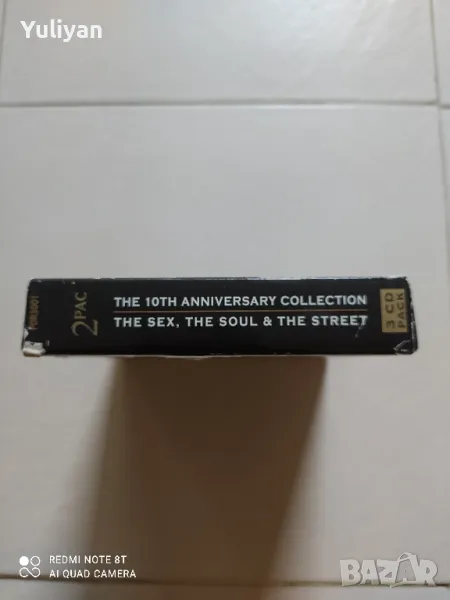 Yuliyan
2PAC
THE 10TH ANNIVERSARY COLLECTION
THE SEX, THE SOUL & THE STREET
3 CD
PACK
REDMI NOTE 8T
AI QUAD CAMERA
BAZAR